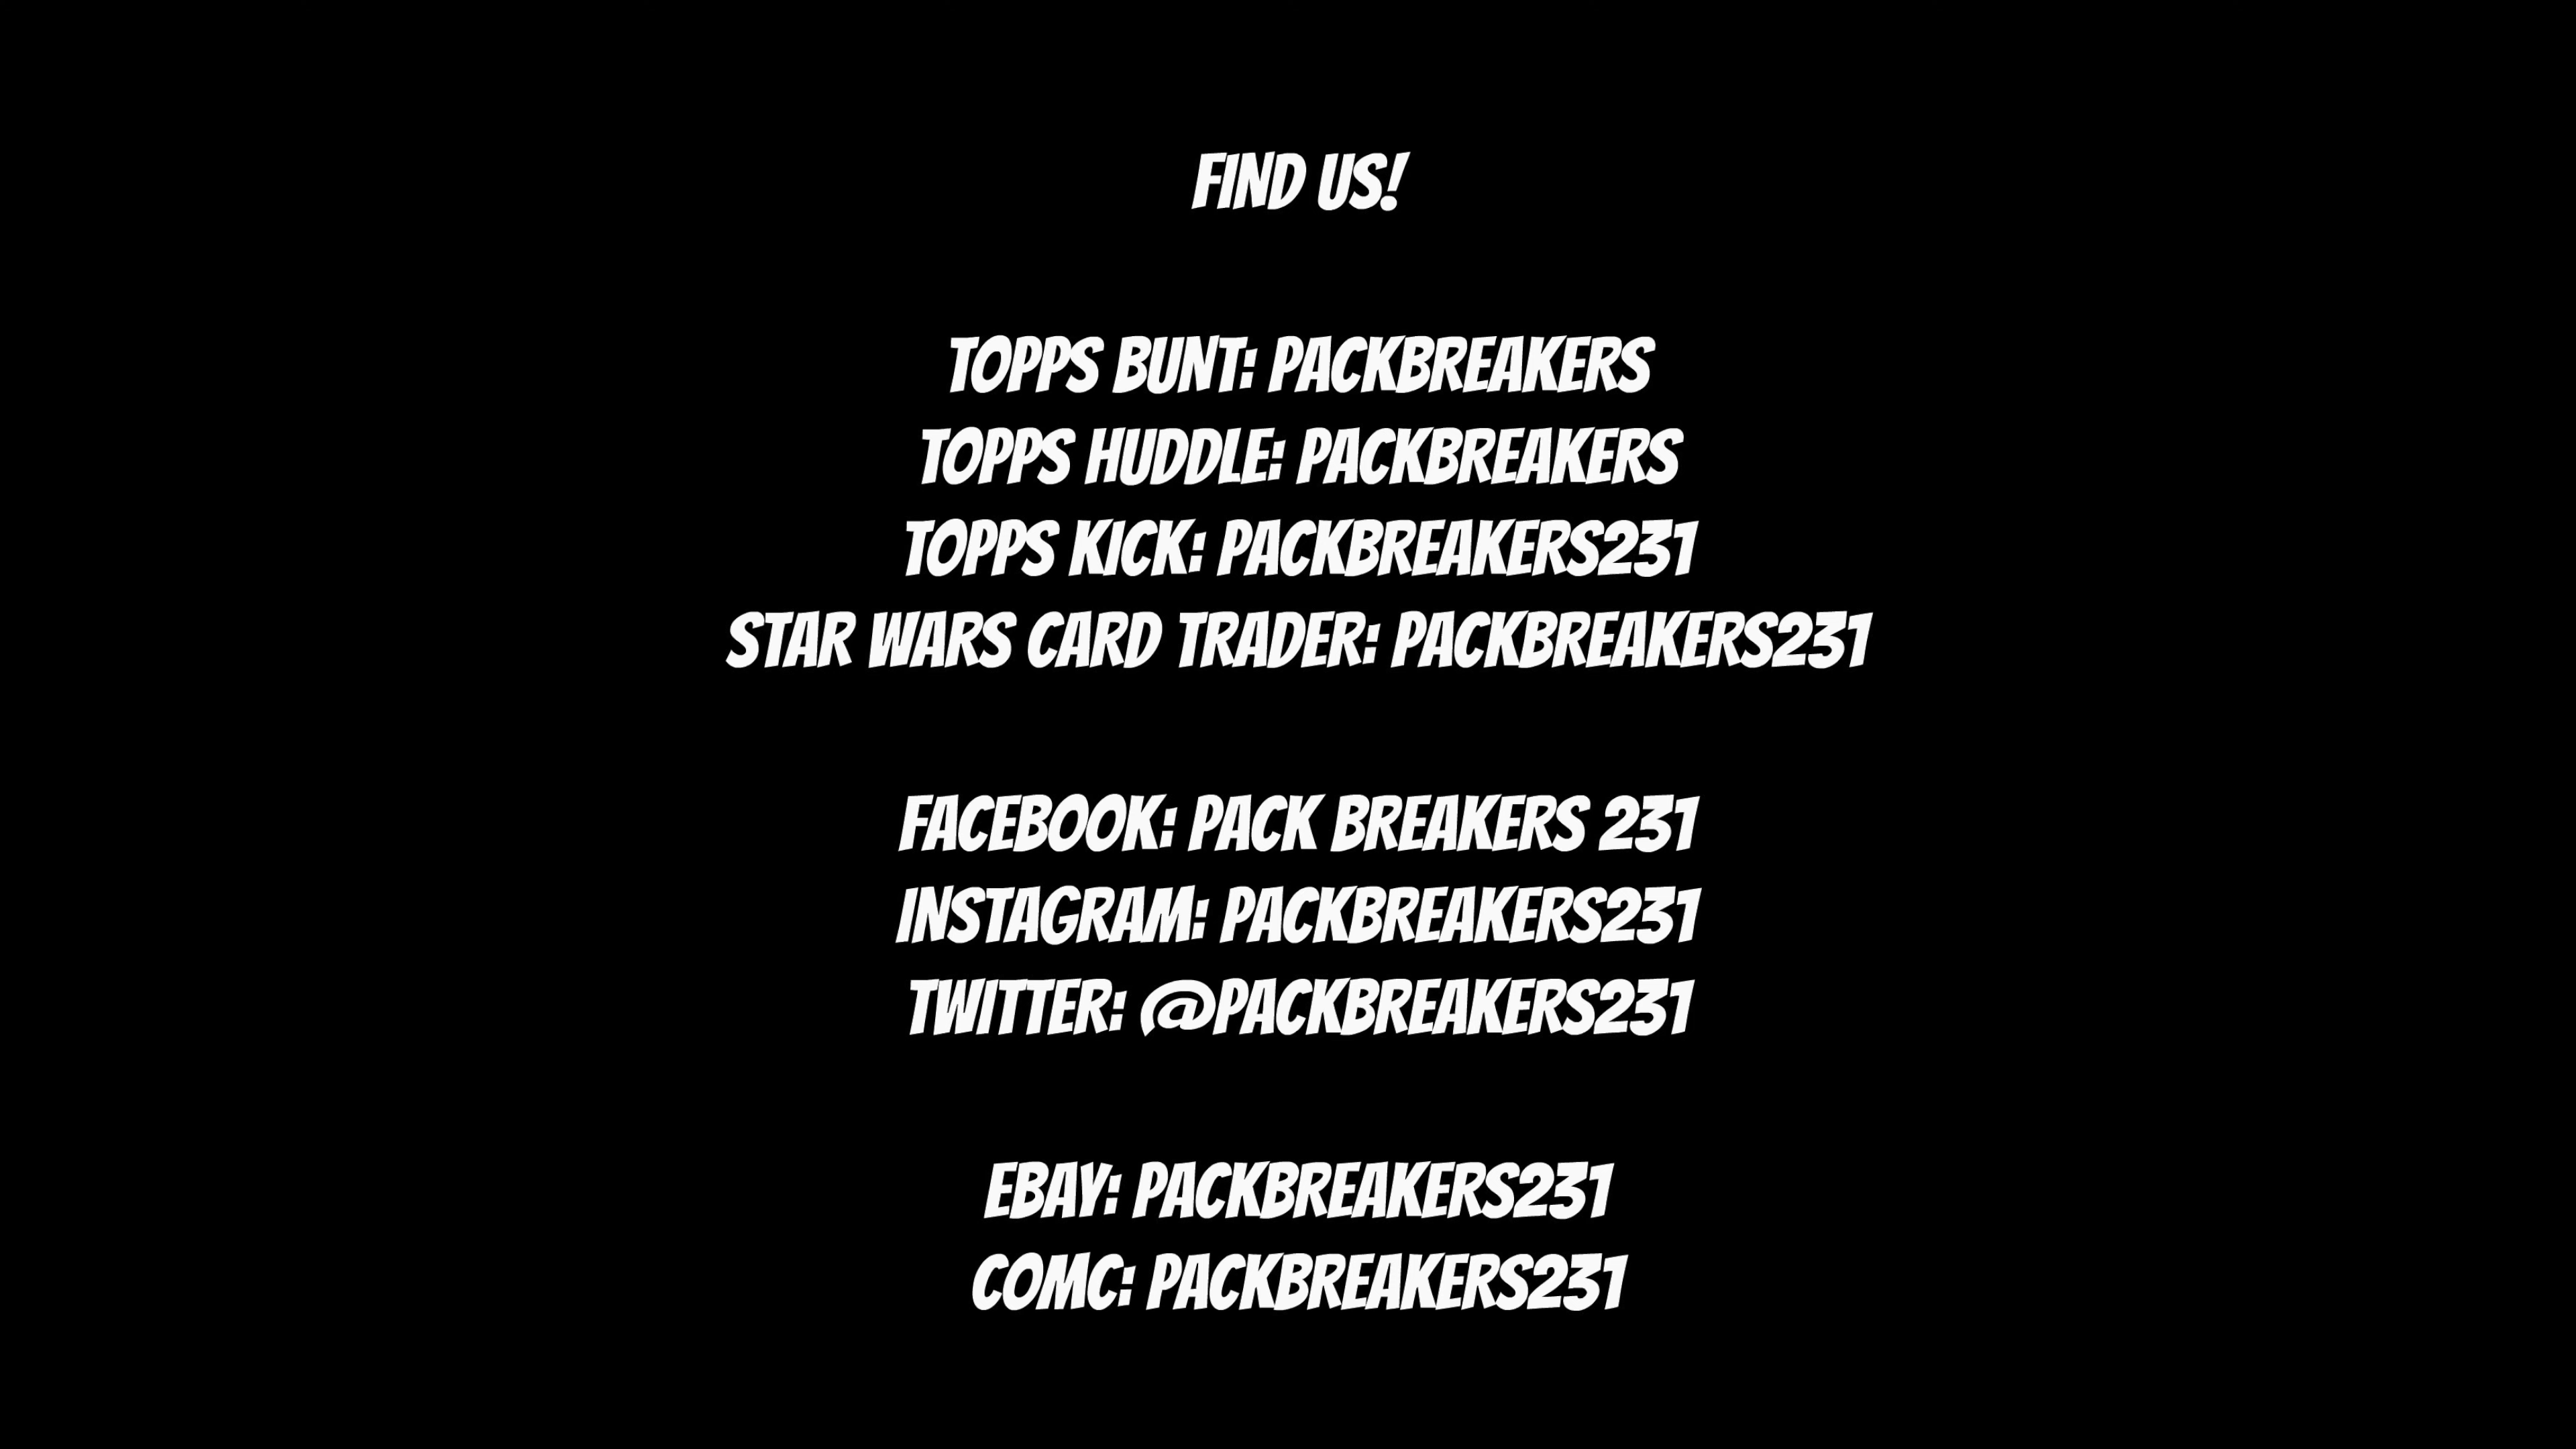 FIND US!
TOPPS BUNT: PACKBREAKERS
TOPPS HUDDLE: PACKBREAKERS
TOPPS KICK: PACKBREAKERS231
STAR WARS CARD TRADER: PACKBREAKERS231
FACEBOOK: PACK BREAKERS 231
INSTAGRAM: PACKBREAKERS231
TWITTER: @PACKBREAKERS231
EBAY: PACKBREAKERS231
COMC: PACKBREAKERS231